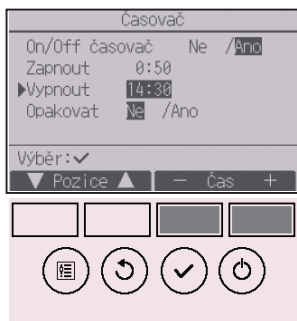 Časovač
On/Off časovač Ne /Ano
Zapnout 0:50
▶Vypnout 14:30
Opakovat Ne /Ano
Výběr:✓
▼ Pozice ▲ − Čas +